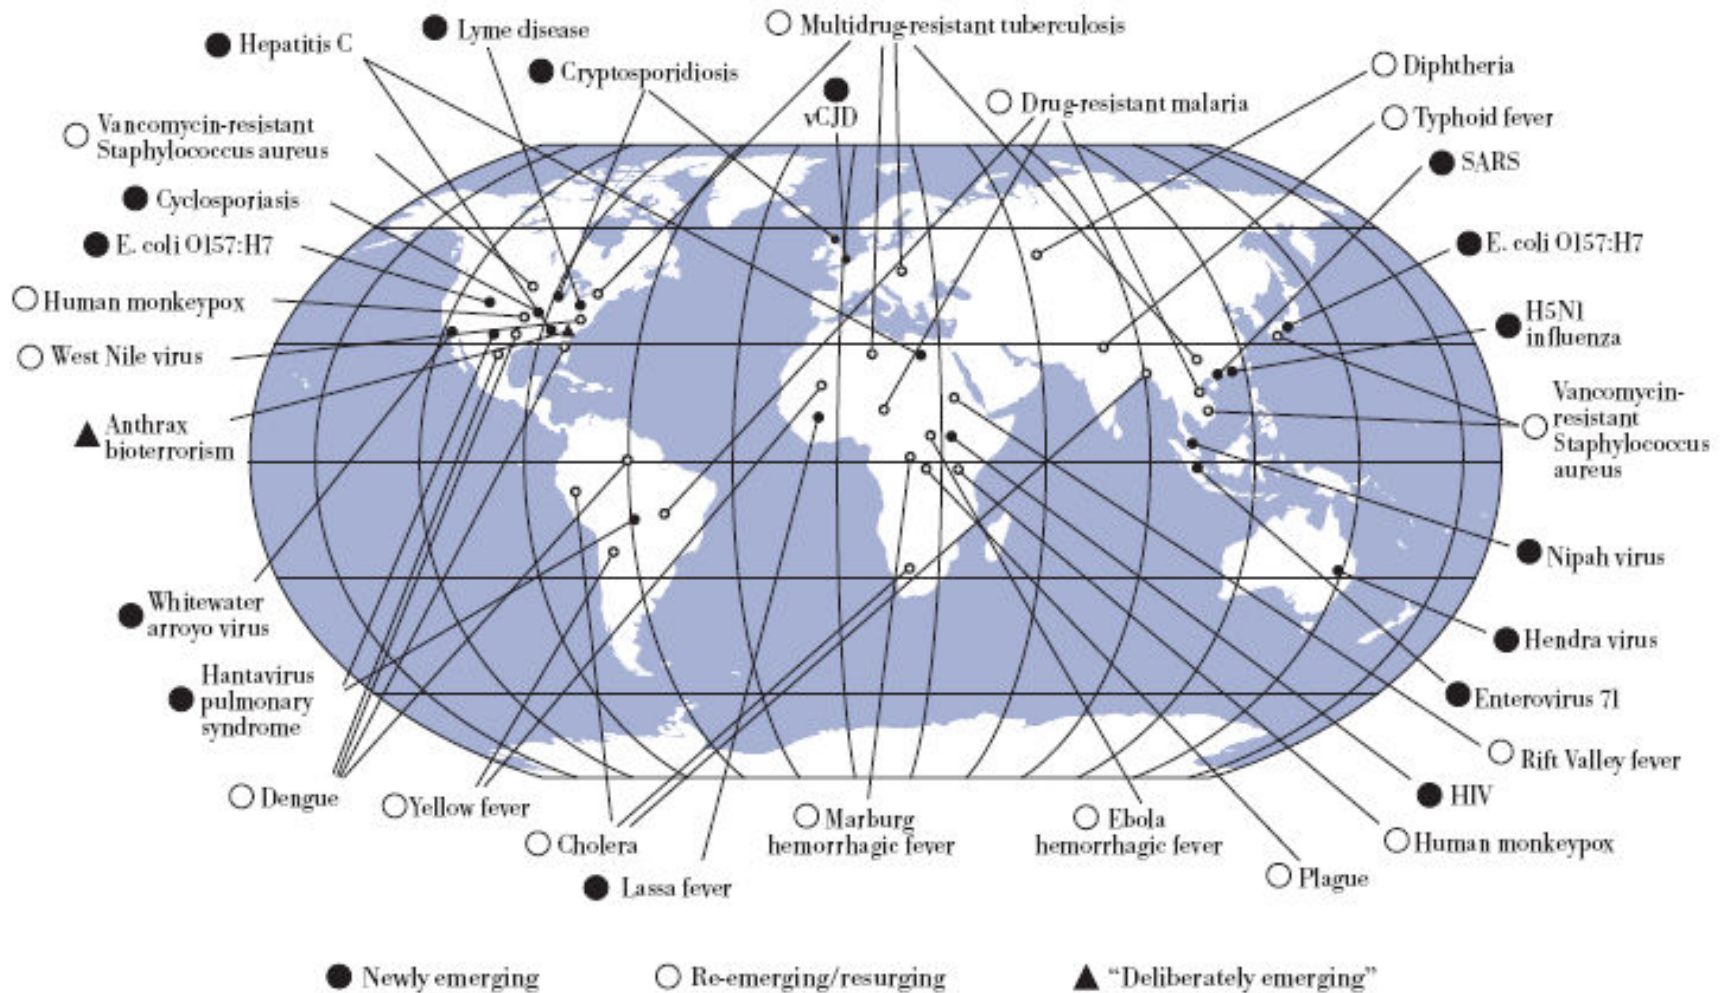 Hepatitis C
Lyme disease
Cryptosporidiosis
vCJD
Multidrug-resistant tuberculosis
Drug-resistant malaria
Diphtheria
Typhoid fever
SARS
Vancomycin-resistant
Staphylococcus aureus
Cyclosporiasis
E. coli O157:H7
Human monkeypox
West Nile virus
Anthrax
bioterrorism
Whitewater
arroyo virus
Hantavirus
pulmonary
syndrome
Dengue
Yellow fever
Cholera
Lassa fever
Marburg
hemorrhagic fever
Ebola
hemorrhagic fever
Plague
Human monkeypox
HIV
Rift Valley fever
Enterovirus 71
Hendra virus
Nipah virus
Vancomycin-
resistant
Staphylococcus
aureus
H5N1
influenza
E. coli O157:H7
Newly emerging
Re-emerging/resurging
“Deliberately emerging”